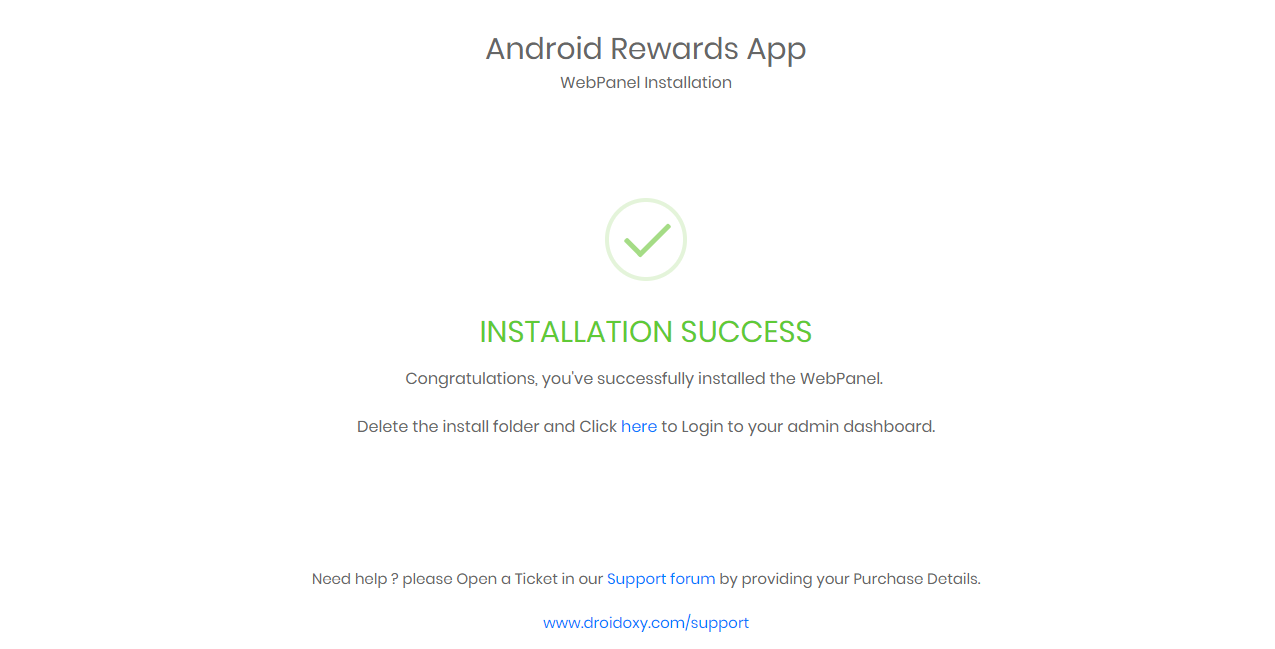 Android Rewards App
WebPanel Installation
INSTALLATION SUCCESS
Congratulations, you've successfully installed the WebPanel.
Delete the install folder and Click here to Login to your admin dashboard.
Need help ? please Open a Ticket in our Support forum by providing your Purchase Details.
www.droidoxy.com/support